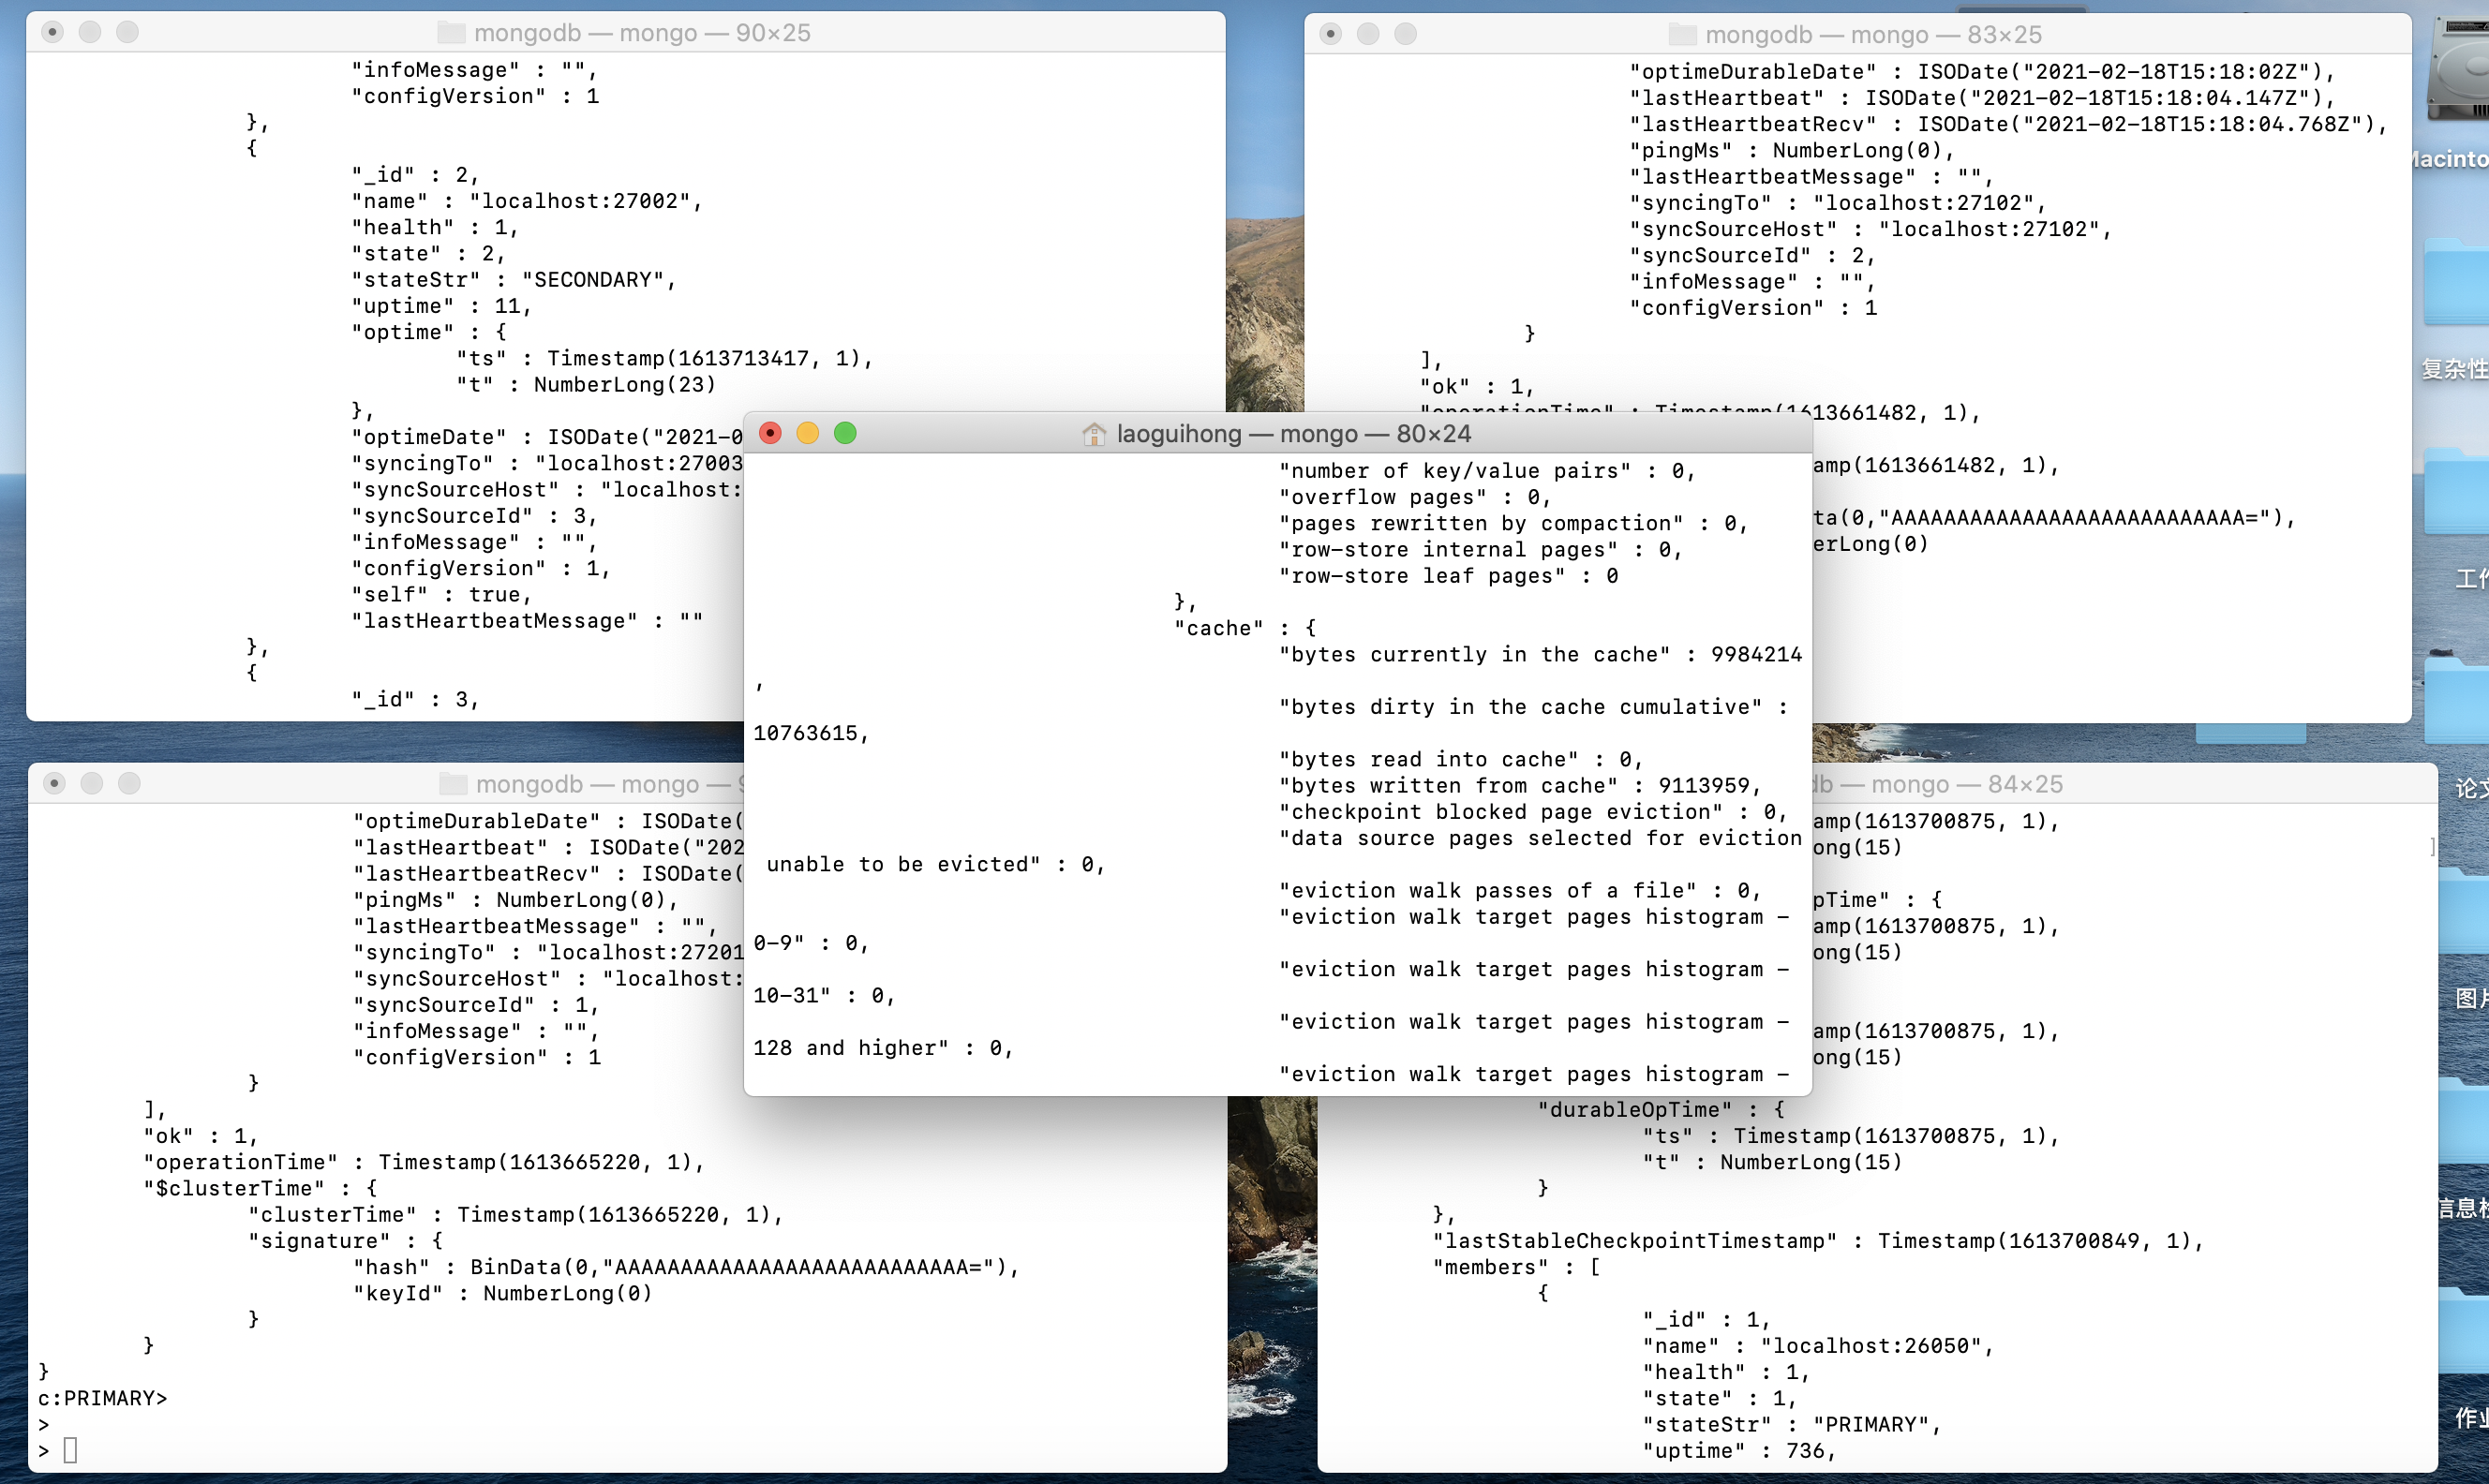 mongodb — mongo — 90×25
"infoMessage" : "",
"configVersion" : 1
},
{
"_id" : 2,
"name" : "localhost:27002",
"health" : 1,
"state" : 2,
"stateStr" : "SECONDARY",
"uptime" : 11,
"optime" : {
"ts" : Timestamp(1613713417, 1),
"t" : NumberLong(23)
},
"optimeDate" : ISODate("2021-0
"syncingTo" : "localhost:27003
"syncSourceHost" : "localhost:
"syncSourceId" : 3,
"infoMessage" : "",
"configVersion" : 1,
"self" : true,
"lastHeartbeatMessage" : ""
},
{
"_id" : 3,
mongodb — mongo — 83×25
"optimeDurableDate" : ISODate("2021-02-18T15:18:02Z"),
"lastHeartbeat" : ISODate("2021-02-18T15:18:04.147Z"),
"lastHeartbeatRecv" : ISODate("2021-02-18T15:18:04.768Z"),
"pingMs" : NumberLong(0),
"lastHeartbeatMessage" : "",
"syncingTo" : "localhost:27102",
"syncSourceHost" : "localhost:27102",
"syncSourceId" : 2,
"infoMessage" : "",
"configVersion" : 1
}
],
"ok" : 1,
"operationTime" : Timestamp(1613661482, 1),
amp(1613661482, 1),
ta(0,"AAAAAAAAAAAAAAAAAAAAAAAAAAA="),
erLong(0)
laoguihong — mongo — 80×24
"number of key/value pairs" : 0,
"overflow pages" : 0,
"pages rewritten by compaction" : 0,
"row-store internal pages" : 0,
"row-store leaf pages" : 0
},
"cache" : {
"bytes currently in the cache" : 9984214
,
"bytes dirty in the cache cumulative" :
10763615,
"bytes read into cache" : 0,
"bytes written from cache" : 9113959,
"checkpoint blocked page eviction" : 0,
"data source pages selected for eviction
unable to be evicted" : 0,
"eviction walk passes of a file" : 0,
"eviction walk target pages histogram -
0-9" : 0,
"eviction walk target pages histogram -
10-31" : 0,
"eviction walk target pages histogram -
128 and higher" : 0,
"eviction walk target pages histogram -
mongodb — mongo —
"optimeDurableDate" : ISODate(
"lastHeartbeat" : ISODate("202
"lastHeartbeatRecv" : ISODate(
"pingMs" : NumberLong(0),
"lastHeartbeatMessage" : "",
"syncingTo" : "localhost:27201
"syncSourceHost" : "localhost:
"syncSourceId" : 1,
"infoMessage" : "",
"configVersion" : 1
}
],
"ok" : 1,
"operationTime" : Timestamp(1613665220, 1),
"$clusterTime" : {
"clusterTime" : Timestamp(1613665220, 1),
"signature" : {
"hash" : BinData(0,"AAAAAAAAAAAAAAAAAAAAAAAAAAA="),
"keyId" : NumberLong(0)
}
}
}
c:PRIMARY>
>
>
db — mongo — 84×25
amp(1613700875, 1),
ong(15)
pTime" : {
amp(1613700875, 1),
ong(15)
amp(1613700875, 1),
ong(15)
"durableOpTime" : {
"ts" : Timestamp(1613700875, 1),
"t" : NumberLong(15)
}
},
"lastStableCheckpointTimestamp" : Timestamp(1613700849, 1),
"members" : [
{
"_id" : 1,
"name" : "localhost:26050",
"health" : 1,
"state" : 1,
"stateStr" : "PRIMARY",
"uptime" : 736,
Macinto
复杂性
工作
论文
图片
信息检
作业